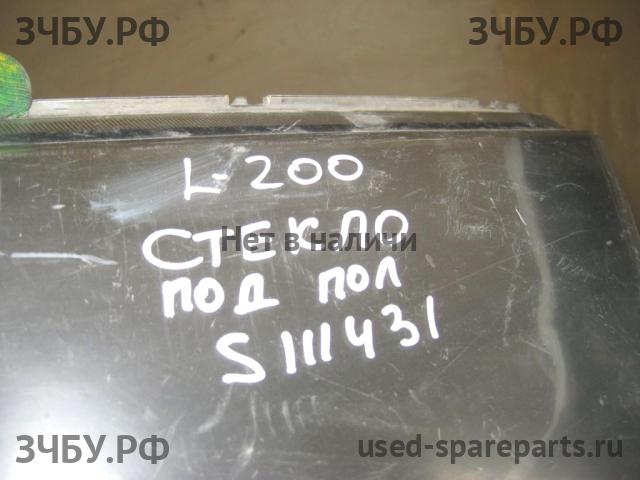 ЗЧБУ.РФ ЗЧБУ.РФ
L-200
СТЕКЛО
Нет в наличи
ПОД ПОЛ
S111431
ЗЧБУ.РФ used-spareparts.ru